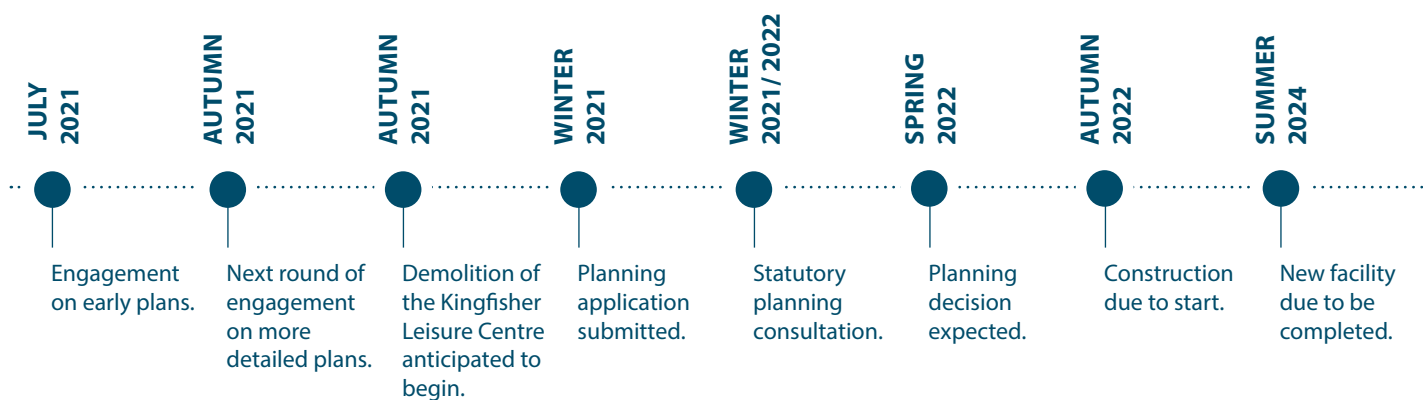 JULY
2021
AUTUMN
2021
AUTUMN
2021
WINTER
2021
WINTER
2021/ 2022
SPRING
2022
AUTUMN
2022
SUMMER
2024
Engagement
on early plans.
Next round of
engagement
on more
detailed plans.
Demolition of
the Kingfisher
Leisure Centre
anticipated to
begin.
Planning
application
submitted.
Statutory
planning
consultation.
Planning
decision
expected.
Construction
due to start.
New facility
due to be
completed.